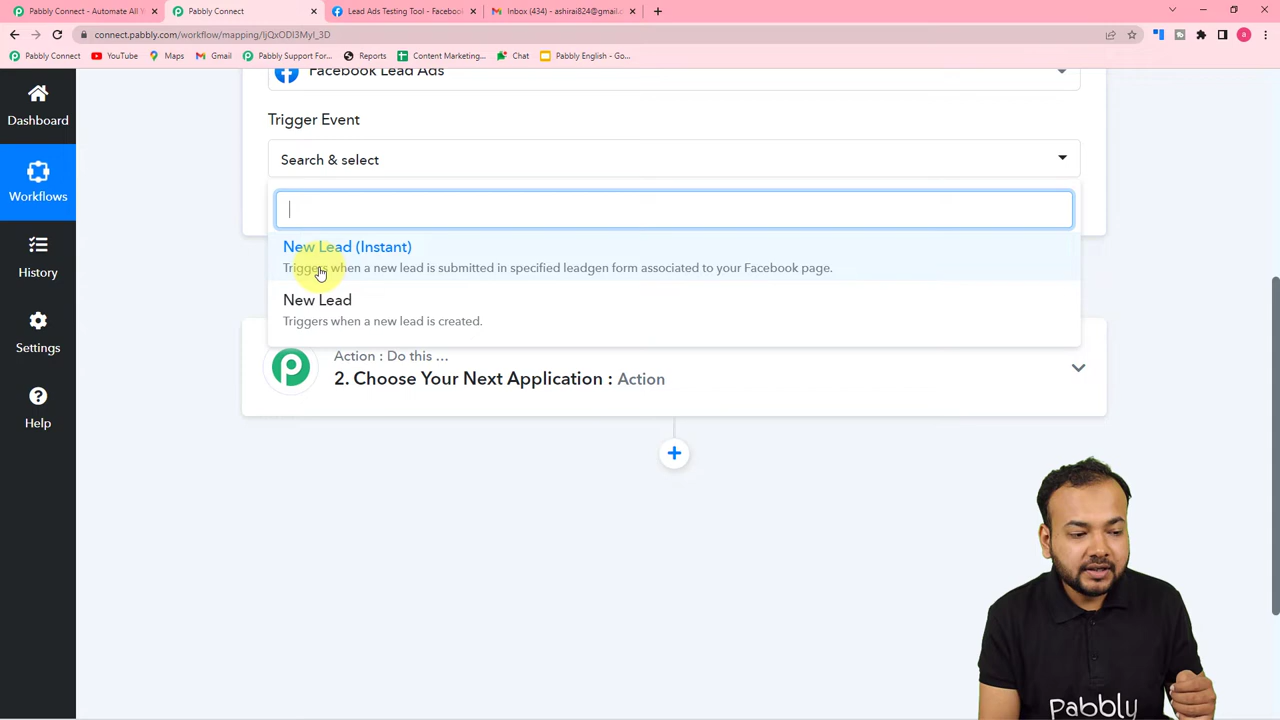 Pabbly Connect - Automate All W
Pabbly Connect
Lead Ads Testing Tool - Facebook
Inbox (434) - ashirai824@gmail.c
connect.pabbly.com/workflow/mapping/IjQxODI3MyI_3D
a
Pabbly Connect
YouTube
Maps
Gmail
Pabbly Support For...
Reports
Content Marketing...
Chat
Pabbly English - Go...
Dashboard
Workflows
History
Settings
Help
Facebook Lead Ads
Trigger Event
Search & select
New Lead (Instant)
Triggers when a new lead is submitted in specified leadgen form associated to your Facebook page.
New Lead
Triggers when a new lead is created.
Action : Do this ...
2. Choose Your Next Application : Action
Pabbly